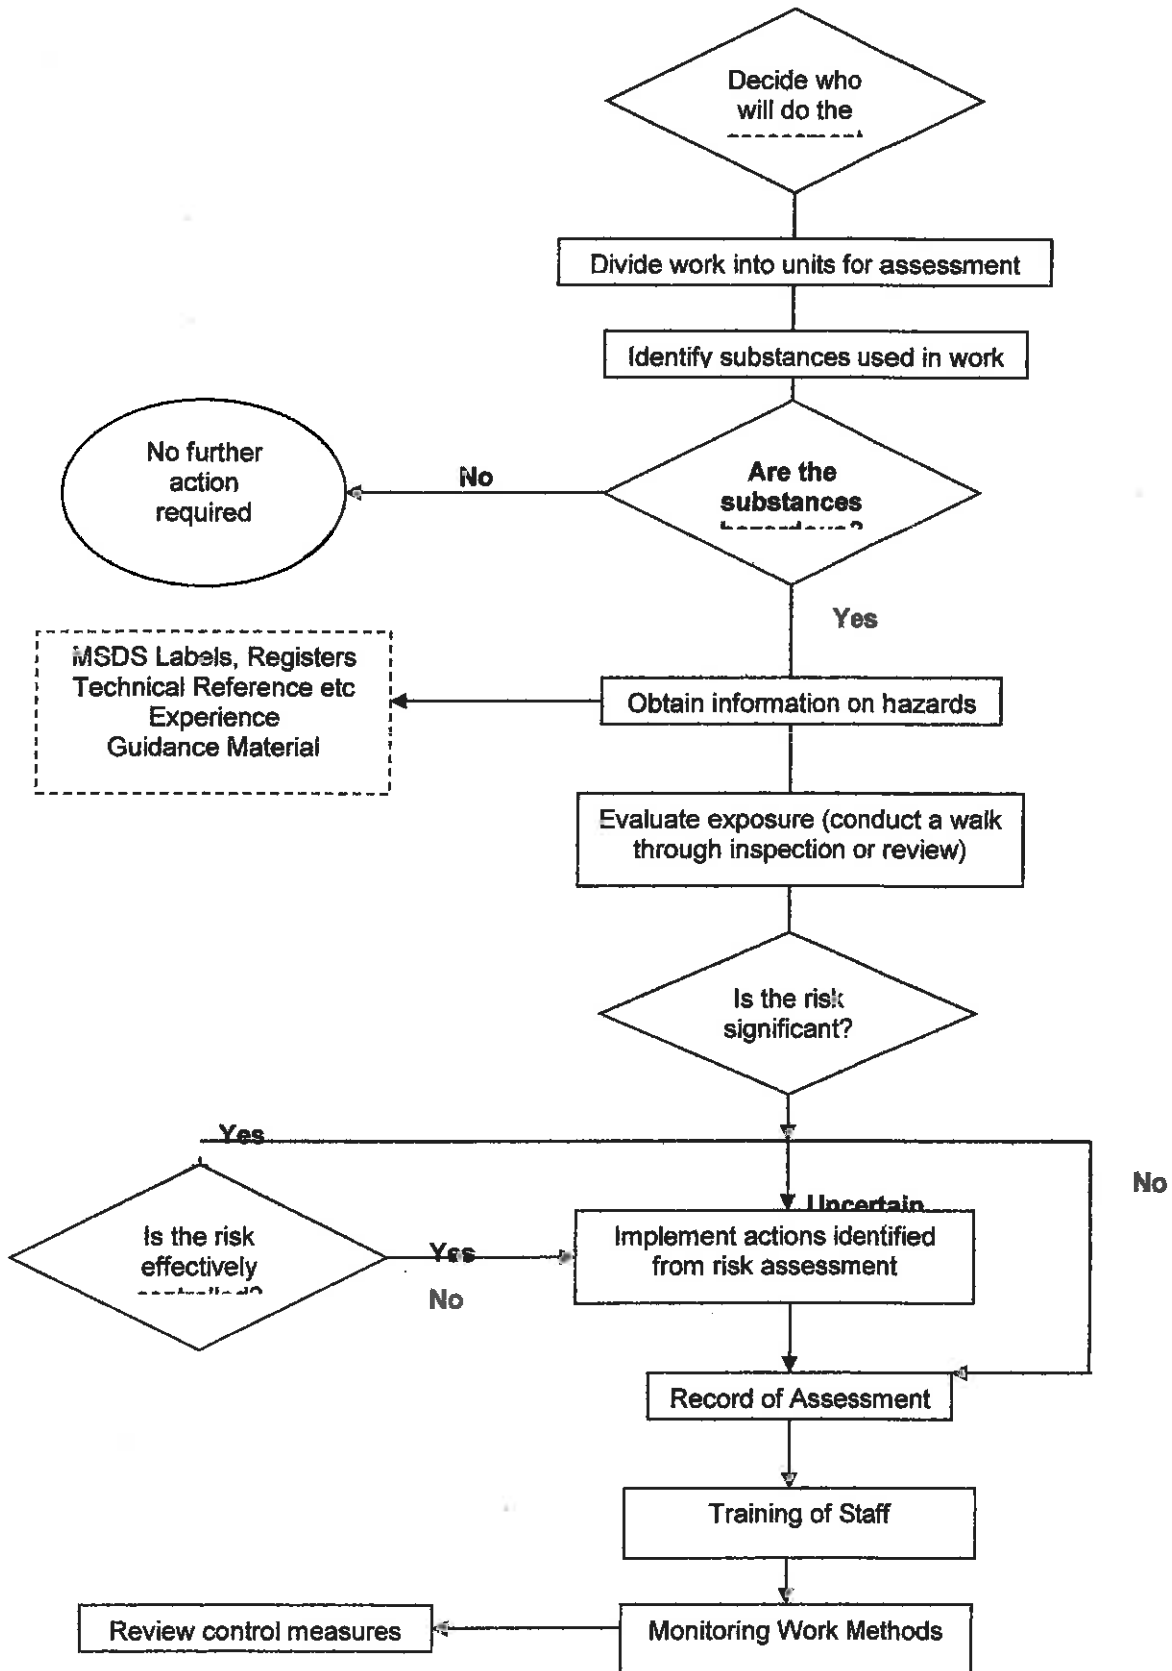 Decide who
will do the
Divide work into units for assessment
Identify substances used in work
No further
action
required
No
Are the
substances
hazardous?
Yes
MSDS Labels, Registers
Technical Reference etc
Experience
Guidance Material
Obtain information on hazards
Evaluate exposure (conduct a walk
through inspection or review)
Is the risk
significant?
Yes
No
Uncertain
Is the risk
effectively
controlled?
Yes
No
Implement actions identified
from risk assessment
Record of Assessment
Training of Staff
Review control measures
Monitoring Work Methods